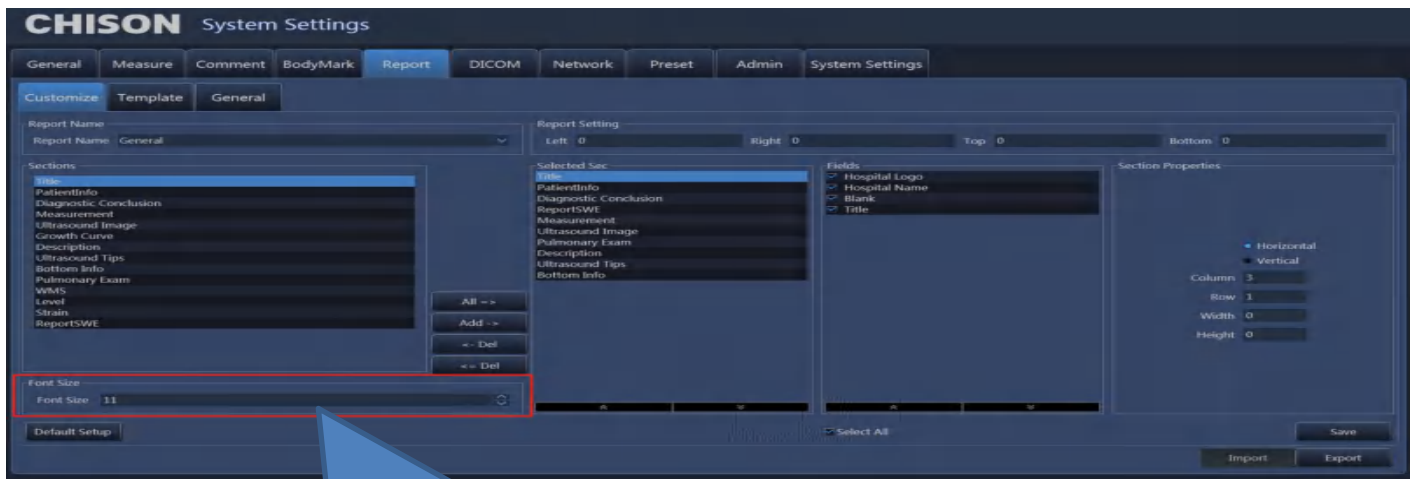 CHISON System Settings
General Measure Comment BodyMark Report DICOM Network Preset Admin System Settings
Customize Template General
Report Name
Report Name General
Report Setting
Left 0 Right 0 Top 0 Bottom 0
Sections
Title
PatientInfo
Diagnostic Conclusion
Measurement
Ultrasound Image
Growth Curve
Description
Ultrasound Tips
Bottom Info
Pulmonary Exam
WMS
Level
Strain
ReportSWE
All ->
Add ->
<- Del
<= Del
Selected Sec
Title
PatientInfo
Diagnostic Conclusion
ReportSWE
Measurement
Ultrasound Image
Pulmonary Exam
Description
Ultrasound Tips
Bottom Info
Fields
Hospital Logo
Hospital Name
Blank
Title
Section Properties
Horizontal
Vertical
Column 3
Row 1
Width 0
Height 0
Font Size
Font Size 11
Default Setup
Select All
Save
Import Export